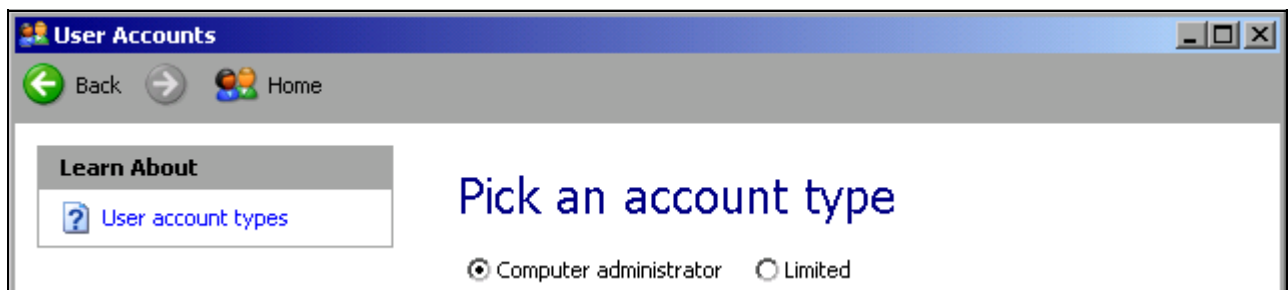 User Accounts
Back Home
Learn About
User account types
Pick an account type
Computer administrator Limited